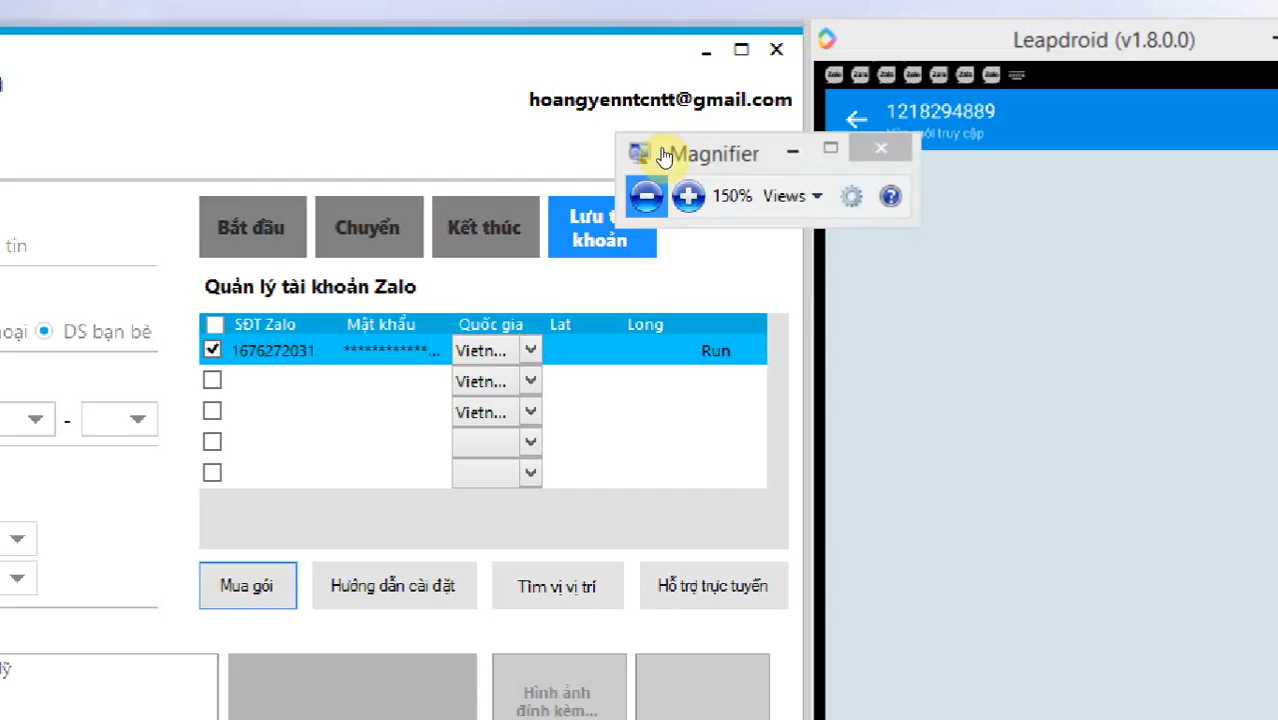 Leapdroid (v1.8.0.0)
hoangyenntcntt@gmail.com
1218294889
truy cập
Magnifier
150% Views
Bắt đầu
Chuyển
Kết thúc
Lưu
khoản
tin
Quản lý tài khoản Zalo
DS bạn bè
SĐT Zalo Mật khẩu Quốc gia Lat Long
1676272031 ************... Vietn... Run
Vietn...
Vietn...
-
Mua gói
Hướng dẫn cài đặt
Tìm vị vị trí
Hỗ trợ trực tuyến
Hình ảnh
đính kèm...